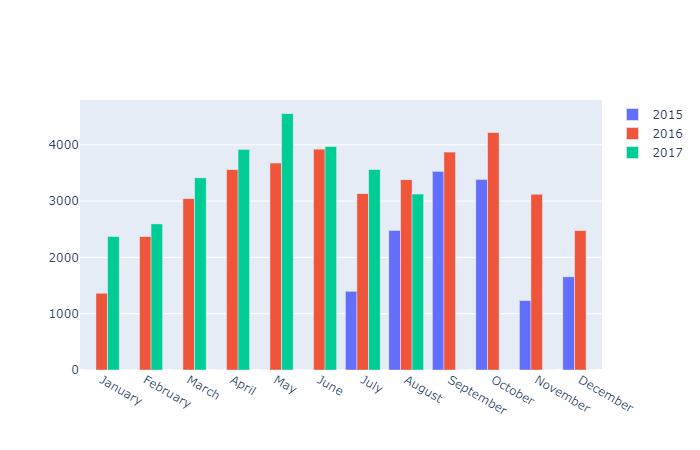 2015
2016
2017
4000
3000
2000
1000
0
January
February
March
April
May
June
July
August
September
October
November
December